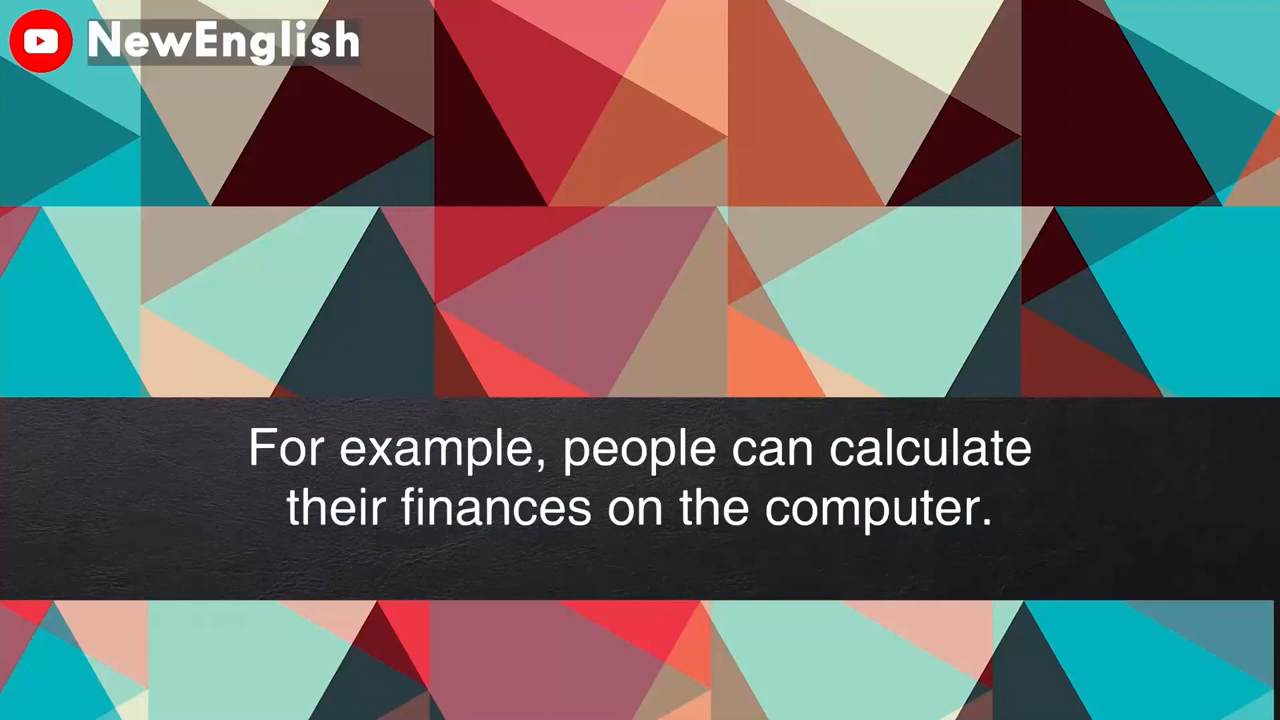 NewEnglish
For example, people can calculate
their finances on the computer.